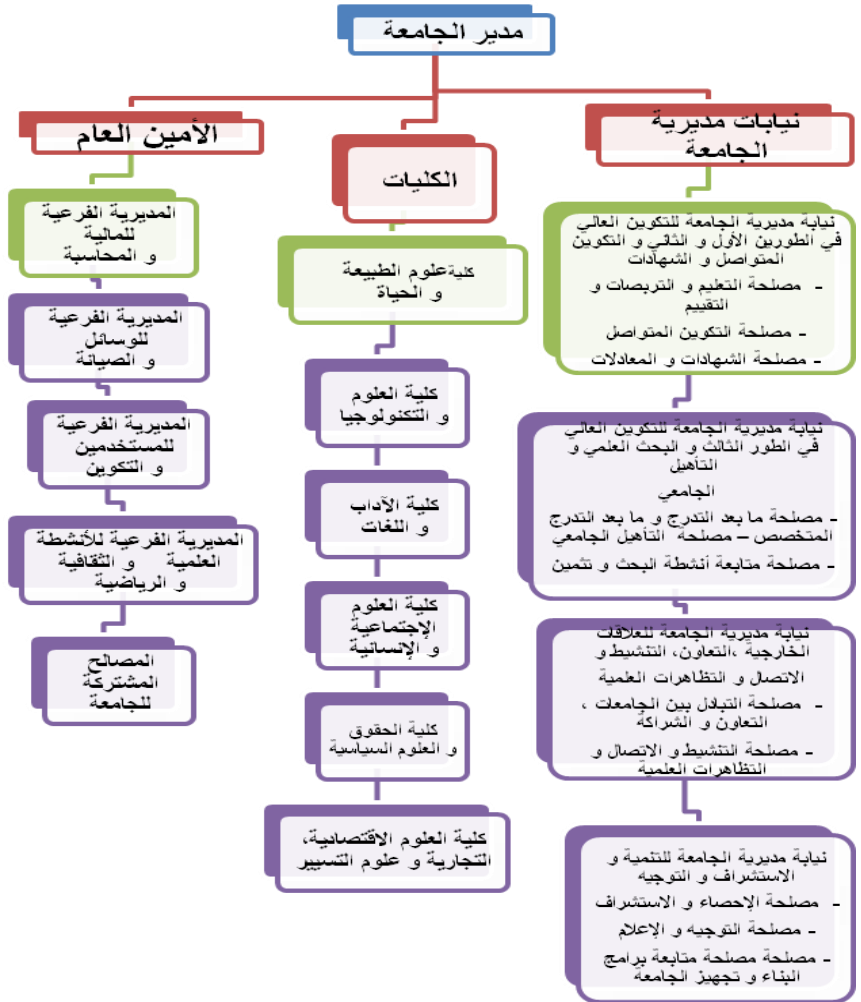 مدير الجامعة
نيابات مديرية
الجامعة
نيابة مديرية الجامعة للتكوين العالي
في الطورين الأول و الثاني و التكوين
المتواصل و الشهادات
- مصلحة التعليم و التربصات و
التقييم
- مصلحة التكوين المتواصل
- مصلحة الشهادات و المعادلات
نيابة مديرية الجامعة للتكوين العالي
في الطور الثالث و البحث العلمي و
التأهيل
الجامعي
- مصلحة ما بعد التدرج و ما بعد التدرج
المتخصص – مصلحة التأهيل الجامعي
- مصلحة متابعة أنشطة البحث و تثمين
نيابة مديرية الجامعة للعلاقات
الخارجية ،التعاون، التنشيط و
الاتصال و التظاهرات العلمية
- مصلحة التبادل بين الجامعات ،
التعاون و الشراكة
- مصلحة التنشيط و الاتصال و
التظاهرات العلمية
نيابة مديرية الجامعة للتنمية و
الاستشراف و التوجيه
- مصلحة الإحصاء و الاستشراف
- مصلحة التوجيه و الإعلام
- مصلحة مصلحة متابعة برامج
البناء و تجهيز الجامعة
الكليات
كلية علوم الطبيعة
و الحياة
كلية العلوم
و التكنولوجيا
كلية الآداب
و اللغات
كلية العلوم
الإجتماعية
و الإنسانية
كلية الحقوق
و العلوم السياسية
كلية العلوم الاقتصادية،
التجارية و علوم التسيير
الأمين العام
المديرية الفرعية
للمالية
و المحاسبة
المديرية الفرعية
للوسائل
و الصيانة
المديرية الفرعية
للمستخدمين
و التكوين
المديرية الفرعية للأنشطة
العلمية و الثقافية
و الرياضية
المصالح
المشتركة
للجامعة